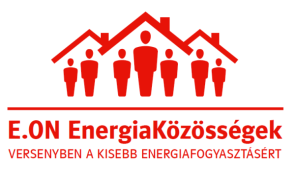 E.ON EnergiaKözösségek
VERSENYBEN A KISEBB ENERGIAFOGYASZTÁSÉRT